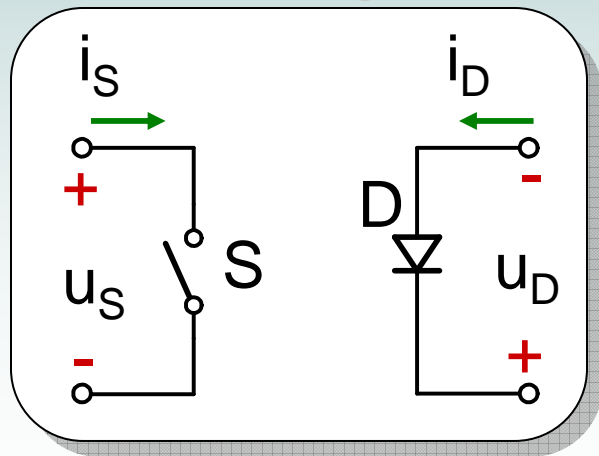 iS iD
+ -
D
S
uS uD
- +